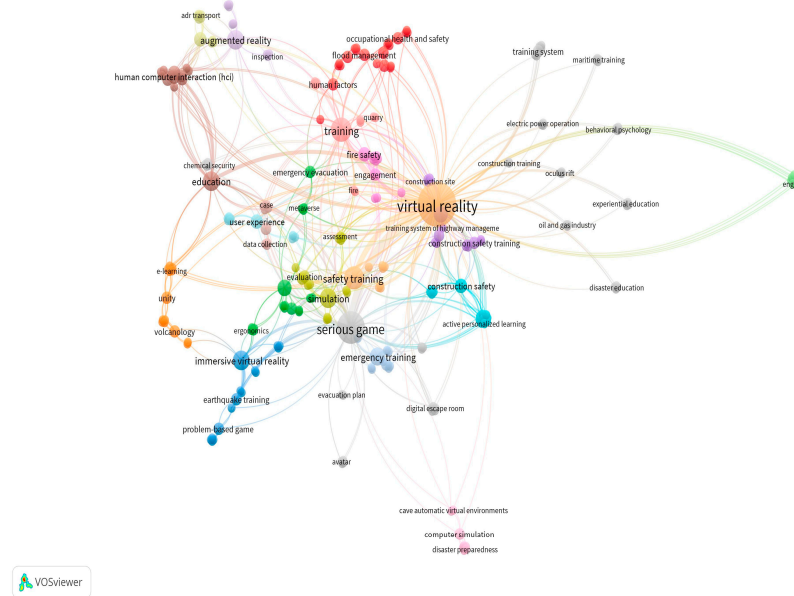 adr transport
augmented reality
occupational health and safety
training system
flood management
inspection
maritime training
human computer interaction (hci)
human factors
quarry
electric power operation
training
behavioral psychology
fire safety
chemical security
construction training
emergency evacuation
engagement
oculus rift
education
construction site
eng
fire
case
metaverse
virtual reality
experiential education
user experience
training system of highway manageme
oil and gas industry
assessment
data collection
construction safety training
e-learning
evaluation
safety training
construction safety
disaster education
unity
simulation
volcanology
ergonomics
serious game
active personalized learning
immersive virtual reality
emergency training
evacuation plan
earthquake training
digital escape room
problem-based game
avatar
cave automatic virtual environments
computer simulation
disaster preparedness
VOSviewer